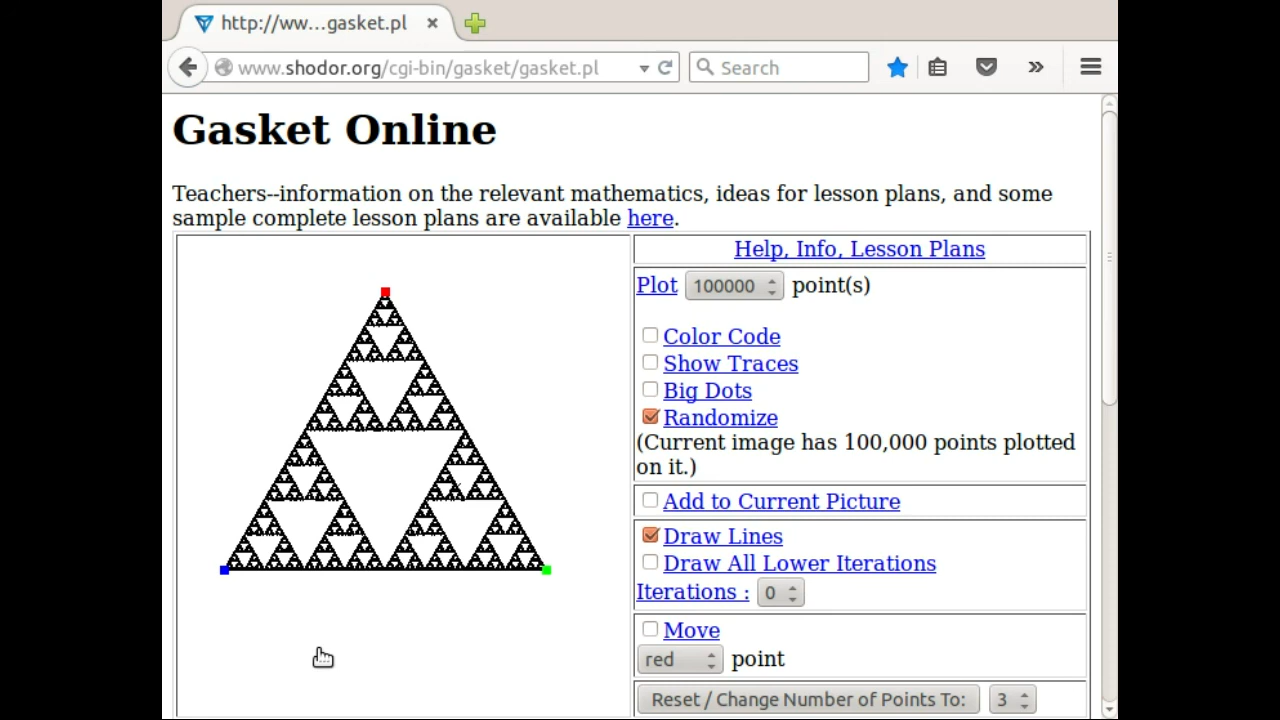 http://ww...gasket.pl
www.shodor.org/cgi-bin/gasket/gasket.pl
Search
Gasket Online
Teachers--information on the relevant mathematics, ideas for lesson plans, and some
sample complete lesson plans are available here.
Help, Info, Lesson Plans
Plot 100000 point(s)
Color Code
Show Traces
Big Dots
Randomize
(Current image has 100,000 points plotted
on it.)
Add to Current Picture
Draw Lines
Draw All Lower Iterations
Iterations : 0
Move
red point
Reset / Change Number of Points To: 3